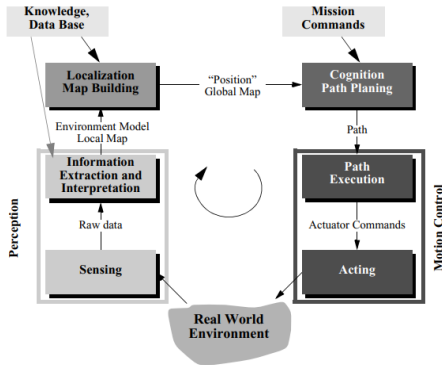 Knowledge,
Data Base
Mission
Commands
Localization
Map Building
“Position”
Global Map
Cognition
Path Planing
Environment Model
Local Map
Path
Information
Extraction and
Interpretation
Path
Execution
Perception
Raw data
Actuator Commands
Motion Control
Sensing
Acting
Real World
Environment